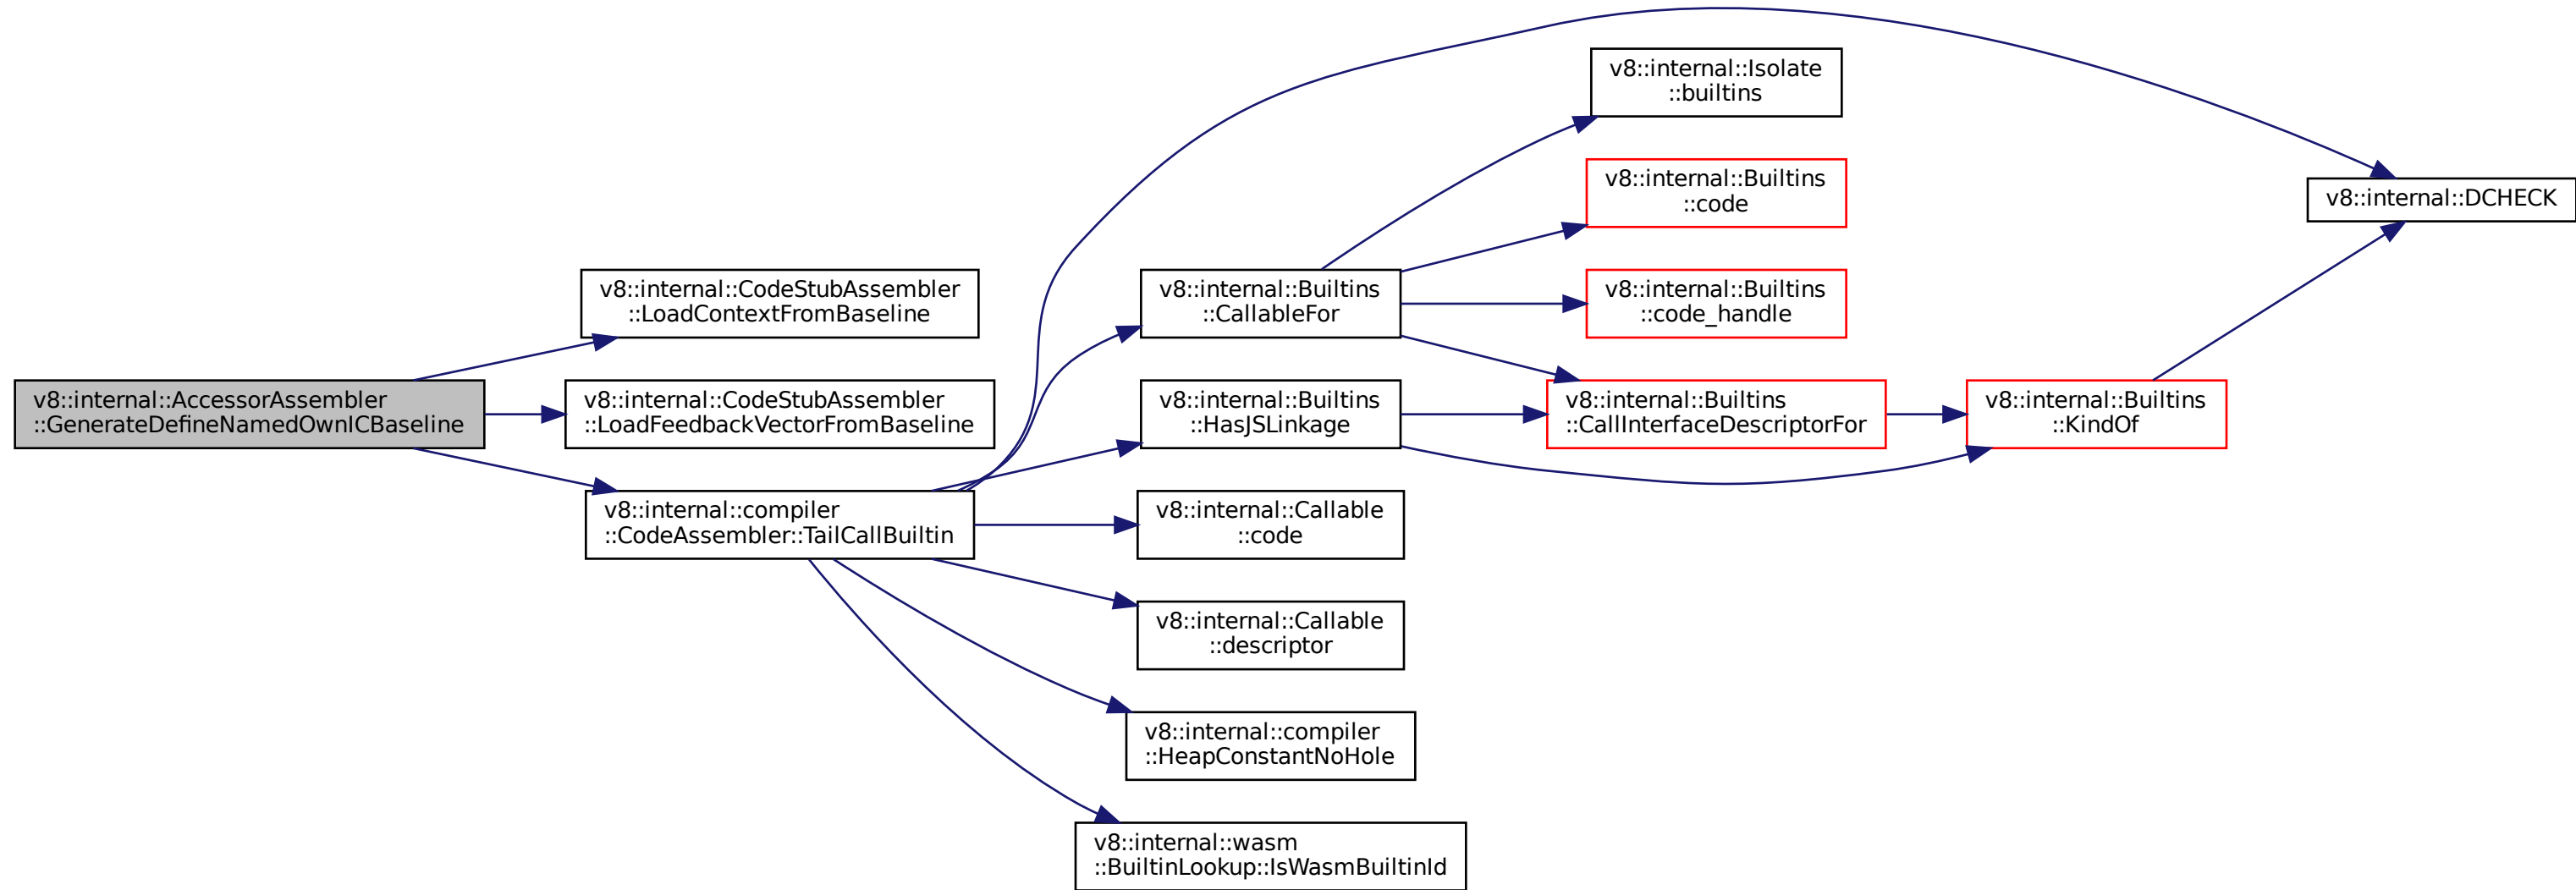 v8::internal::AccessorAssembler
::GenerateDefineNamedOwnICBaseline
v8::internal::CodeStubAssembler
::LoadContextFromBaseline
v8::internal::CodeStubAssembler
::LoadFeedbackVectorFromBaseline
v8::internal::compiler
::CodeAssembler::TailCallBuiltin
v8::internal::Builtins
::CallableFor
v8::internal::Builtins
::HasJSLinkage
v8::internal::Callable
::code
v8::internal::Callable
::descriptor
v8::internal::compiler
::HeapConstantNoHole
v8::internal::wasm
::BuiltinLookup::IsWasmBuiltinId
v8::internal::Isolate
::builtins
v8::internal::Builtins
::code
v8::internal::Builtins
::code_handle
v8::internal::Builtins
::CallInterfaceDescriptorFor
v8::internal::Builtins
::KindOf
v8::internal::DCHECK